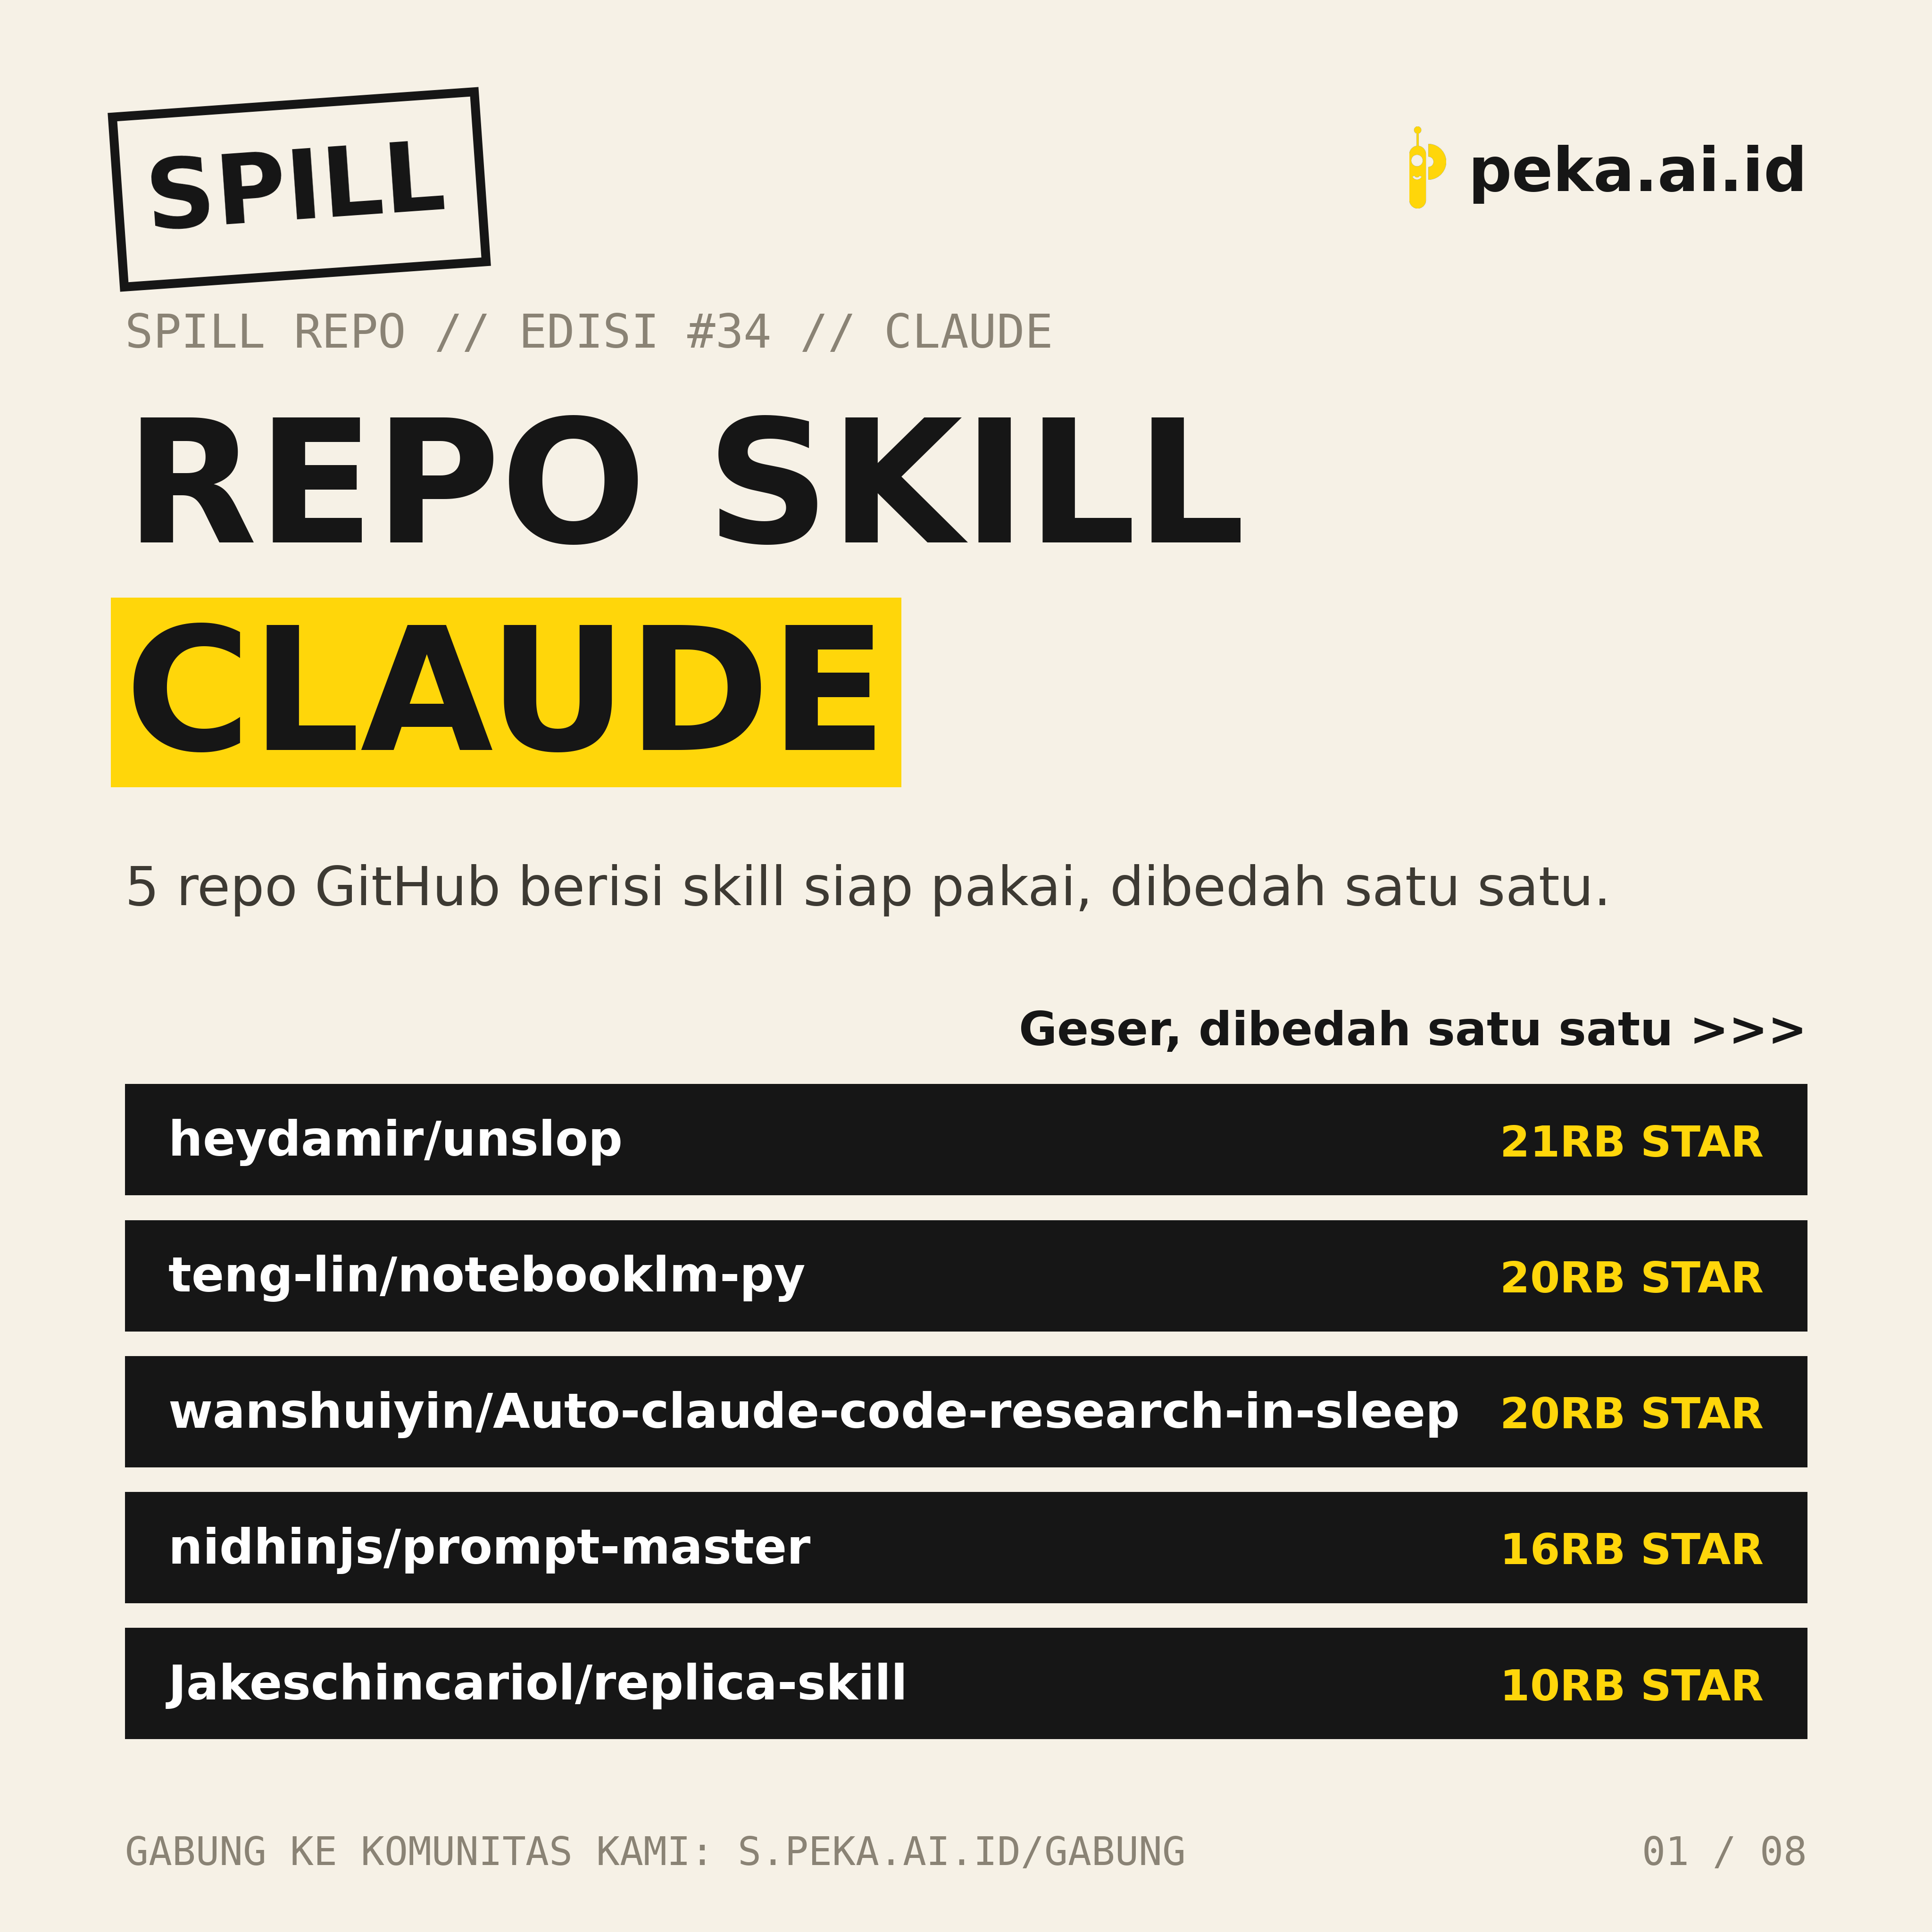 SPILL
peka.ai.id
SPILL REPO // EDISI #34 // CLAUDE
REPO SKILL
CLAUDE
5 repo GitHub berisi skill siap pakai, dibedah satu satu.
Geser, dibedah satu satu >>>
heydamir/unslop 21RB STAR
teng-lin/notebooklm-py 20RB STAR
wanshuiyin/Auto-claude-code-research-in-sleep 20RB STAR
nidhinjs/prompt-master 16RB STAR
Jakeschincariol/replica-skill 10RB STAR
GABUNG KE KOMUNITAS KAMI: S.PEKA.AI.ID/GABUNG 01 / 08